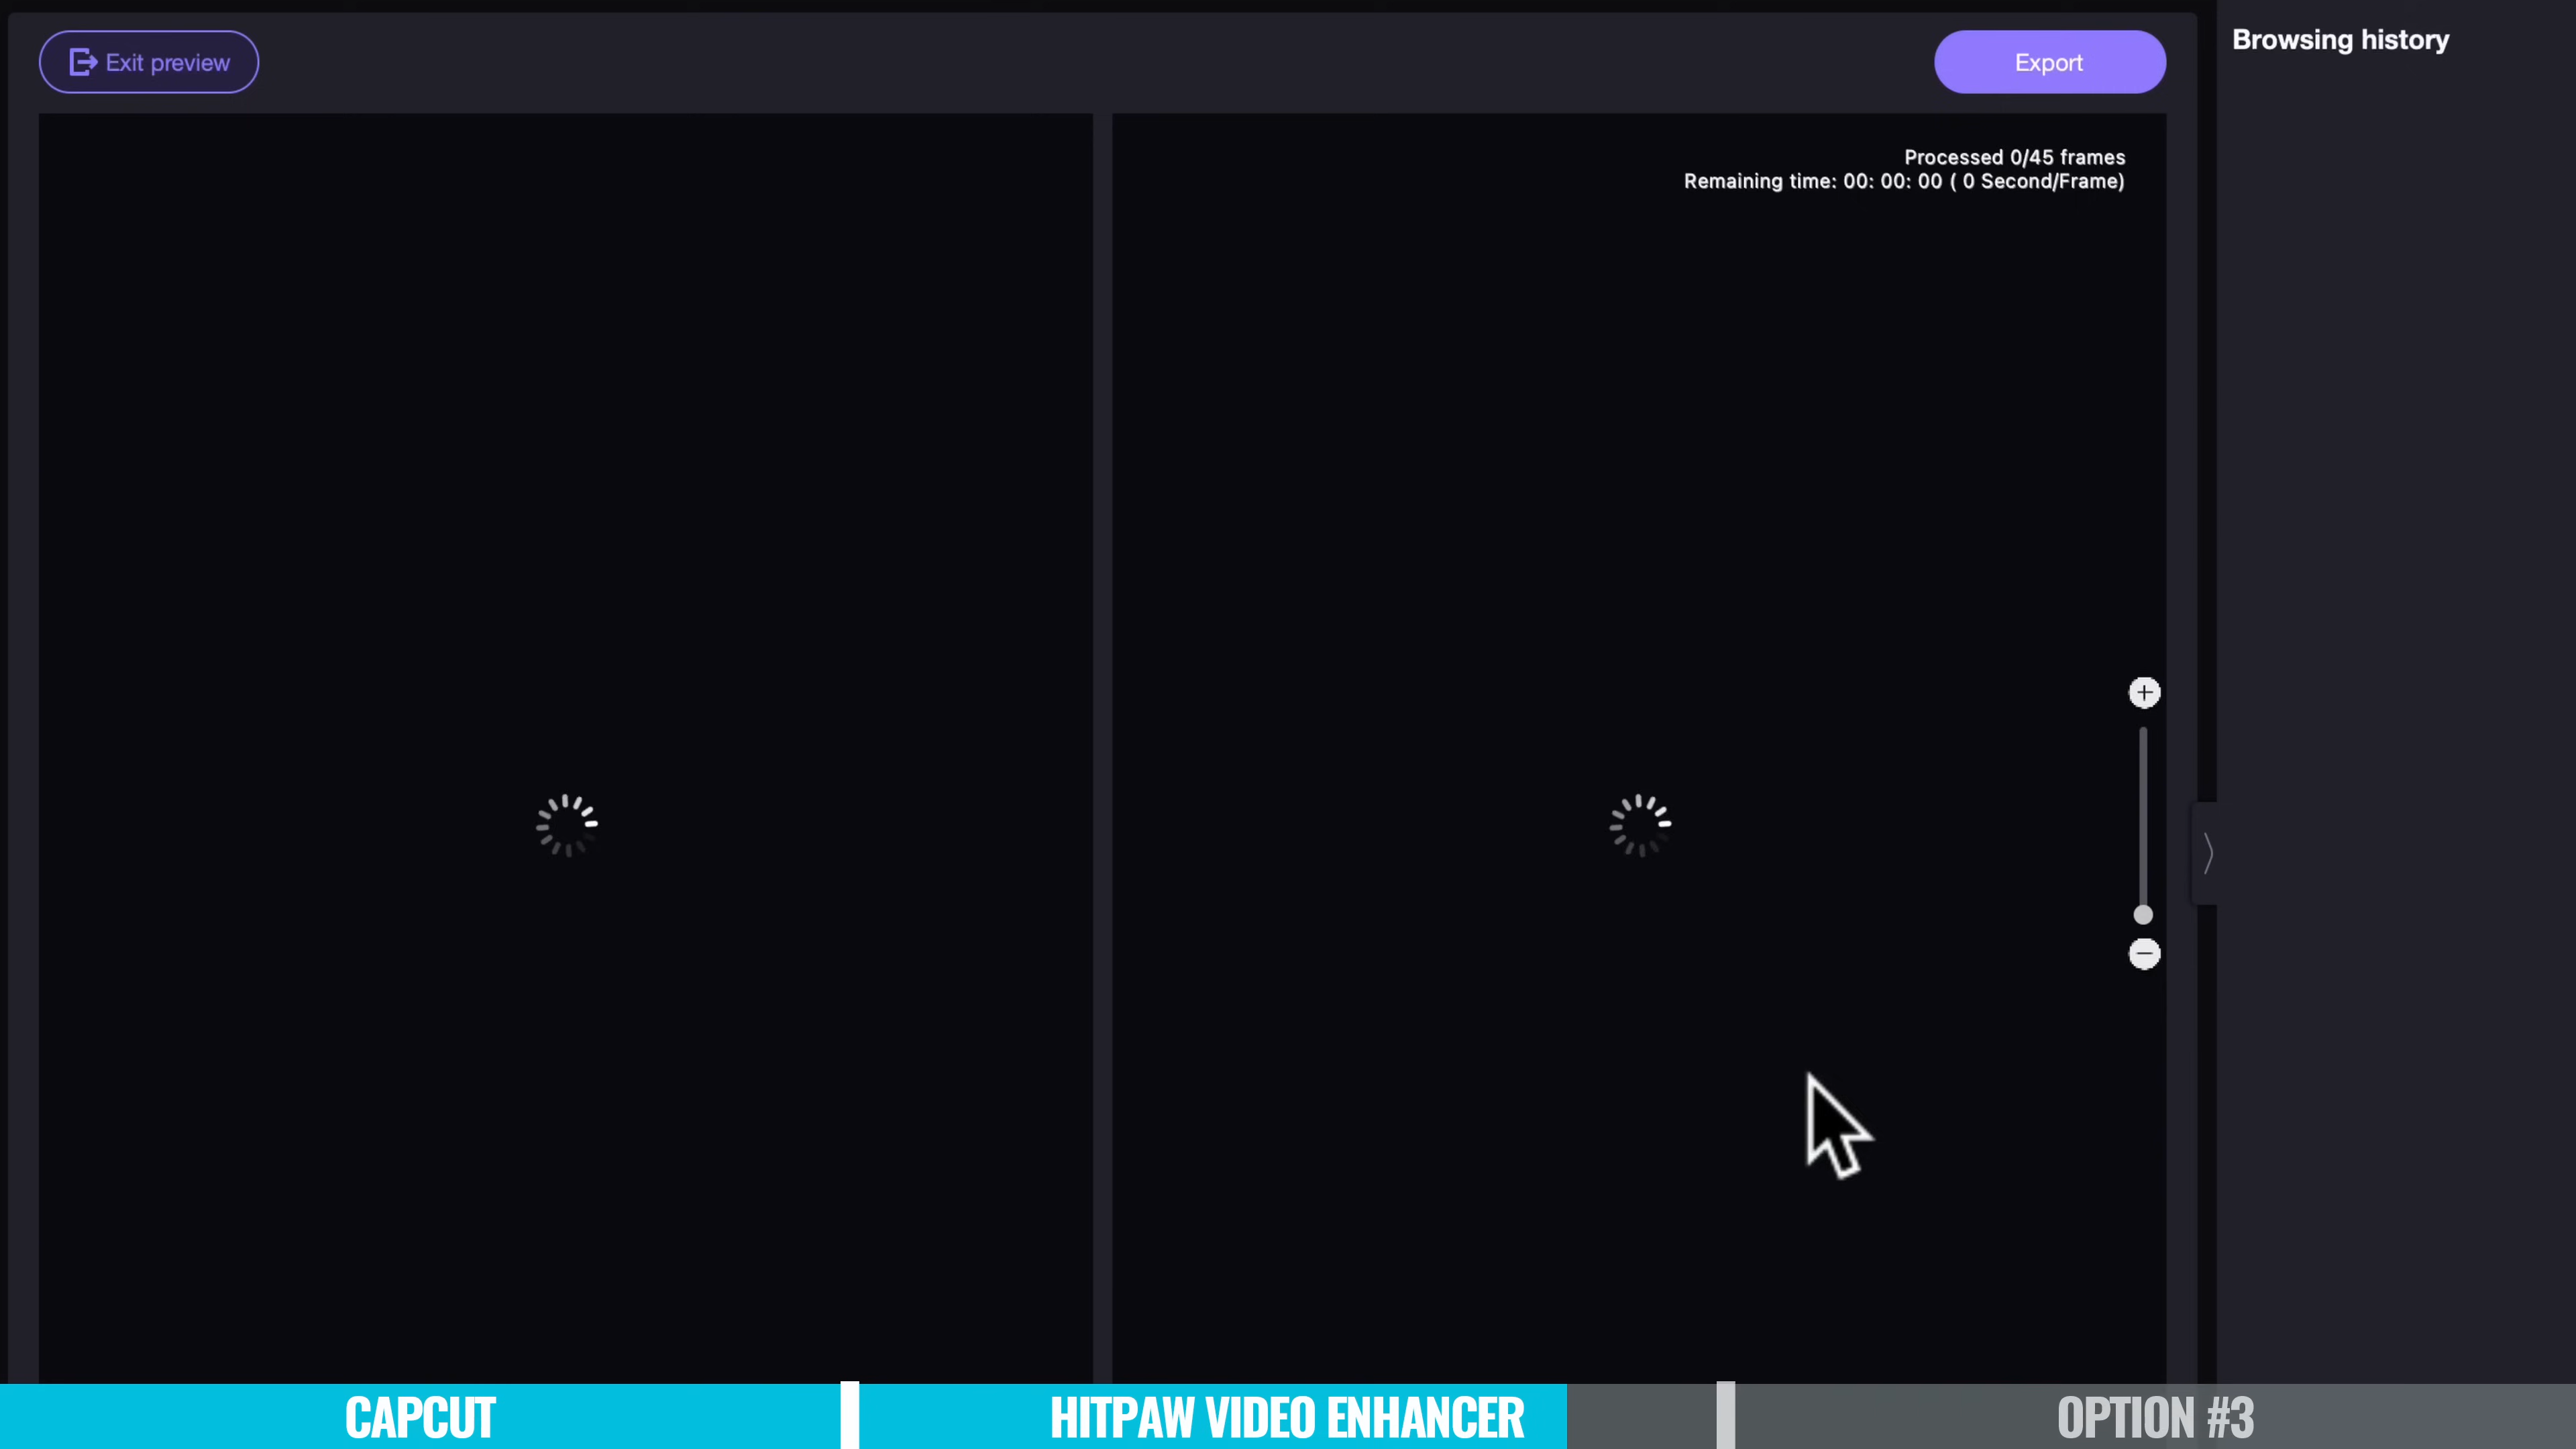 Exit preview
Export
Browsing history
Processed 0/45 frames
Remaining time: 00: 00: 00 ( 0 Second/Frame)
CAPCUT
HITPAW VIDEO ENHANCER
OPTION #3